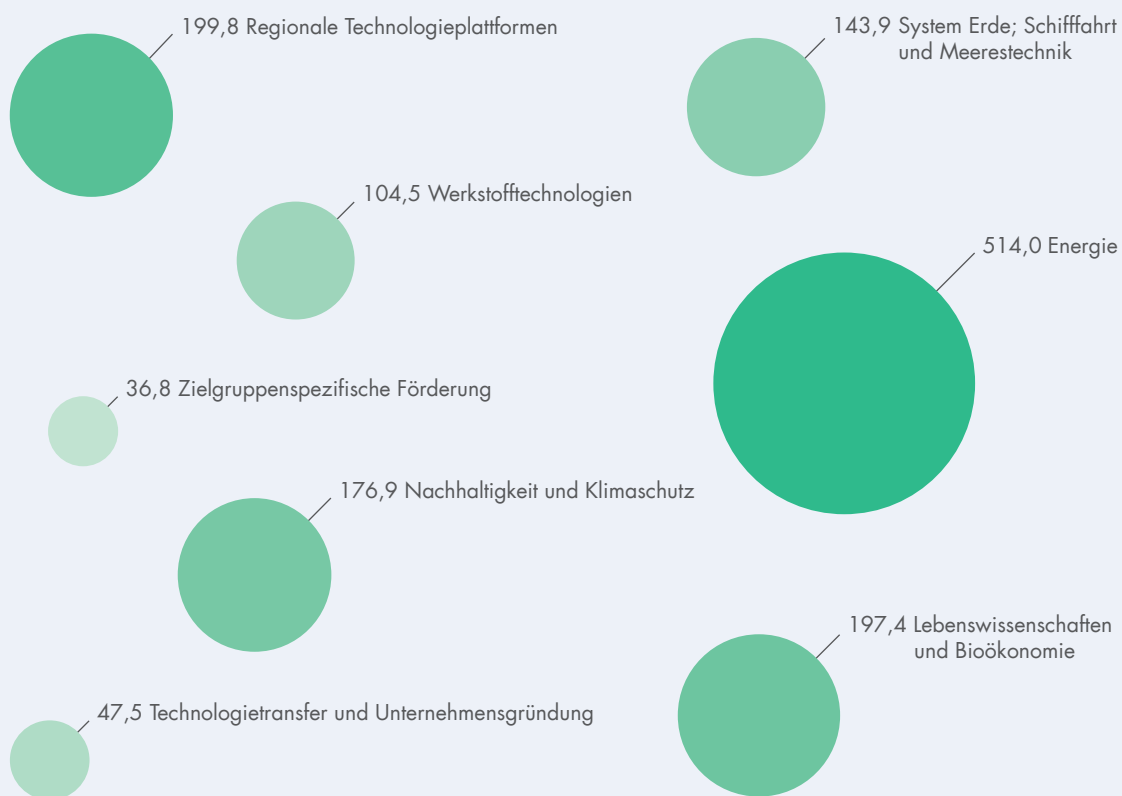 199,8 Regionale Technologieplattformen
143,9 System Erde; Schifffahrt
und Meerestechnik
104,5 Werkstofftechnologien
514,0 Energie
36,8 Zielgruppenspezifische Förderung
176,9 Nachhaltigkeit und Klimaschutz
197,4 Lebenswissenschaften
und Bioökonomie
47,5 Technologietransfer und Unternehmensgründung